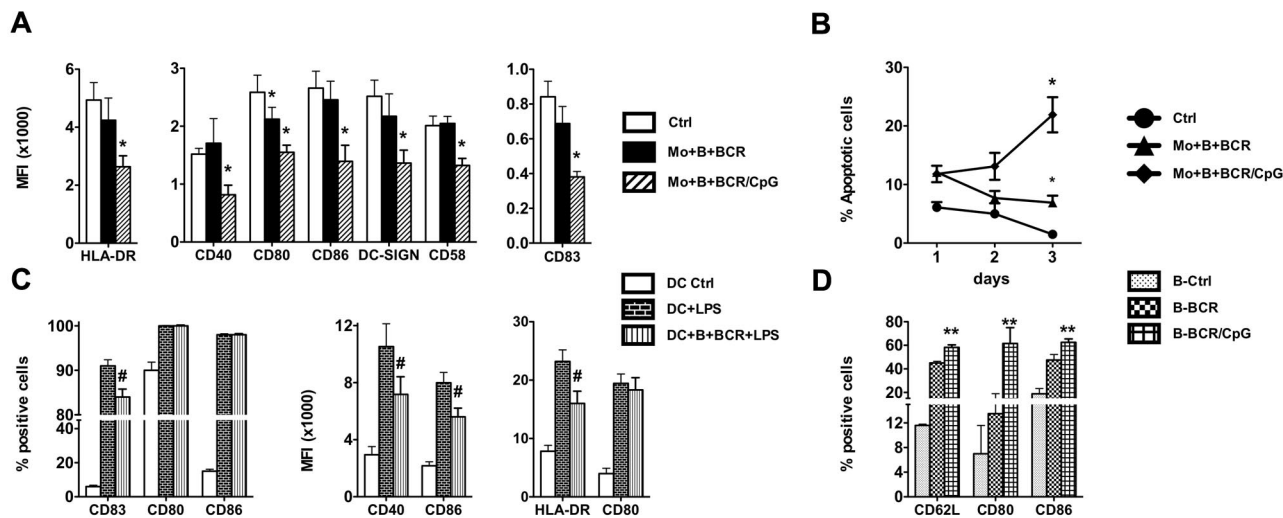 A
MFI (x1000)
6
4
2
0
HLA-DR
*
3
2
1
0
CD40
CD80
CD86
DC-SIGN
CD58
*
*
*
*
*
*
1.0
0.8
0.6
0.4
0.2
0.0
CD83
*
Ctrl
Mo+B+BCR
Mo+B+BCR/CpG
B
% Apoptotic cells
30
20
10
0
1
2
3
days
*
*
Ctrl
Mo+B+BCR
Mo+B+BCR/CpG
C
% positive cells
100
90
80
20
10
0
CD83
CD80
CD86
#
MFI (x1000)
12
9
6
3
0
CD40
CD86
#
#
30
20
10
0
HLA-DR
CD80
#
DC Ctrl
DC+LPS
DC+B+BCR+LPS
D
% positive cells
80
60
40
20
12
8
4
0
CD62L
CD80
CD86
**
**
**
B-Ctrl
B-BCR
B-BCR/CpG